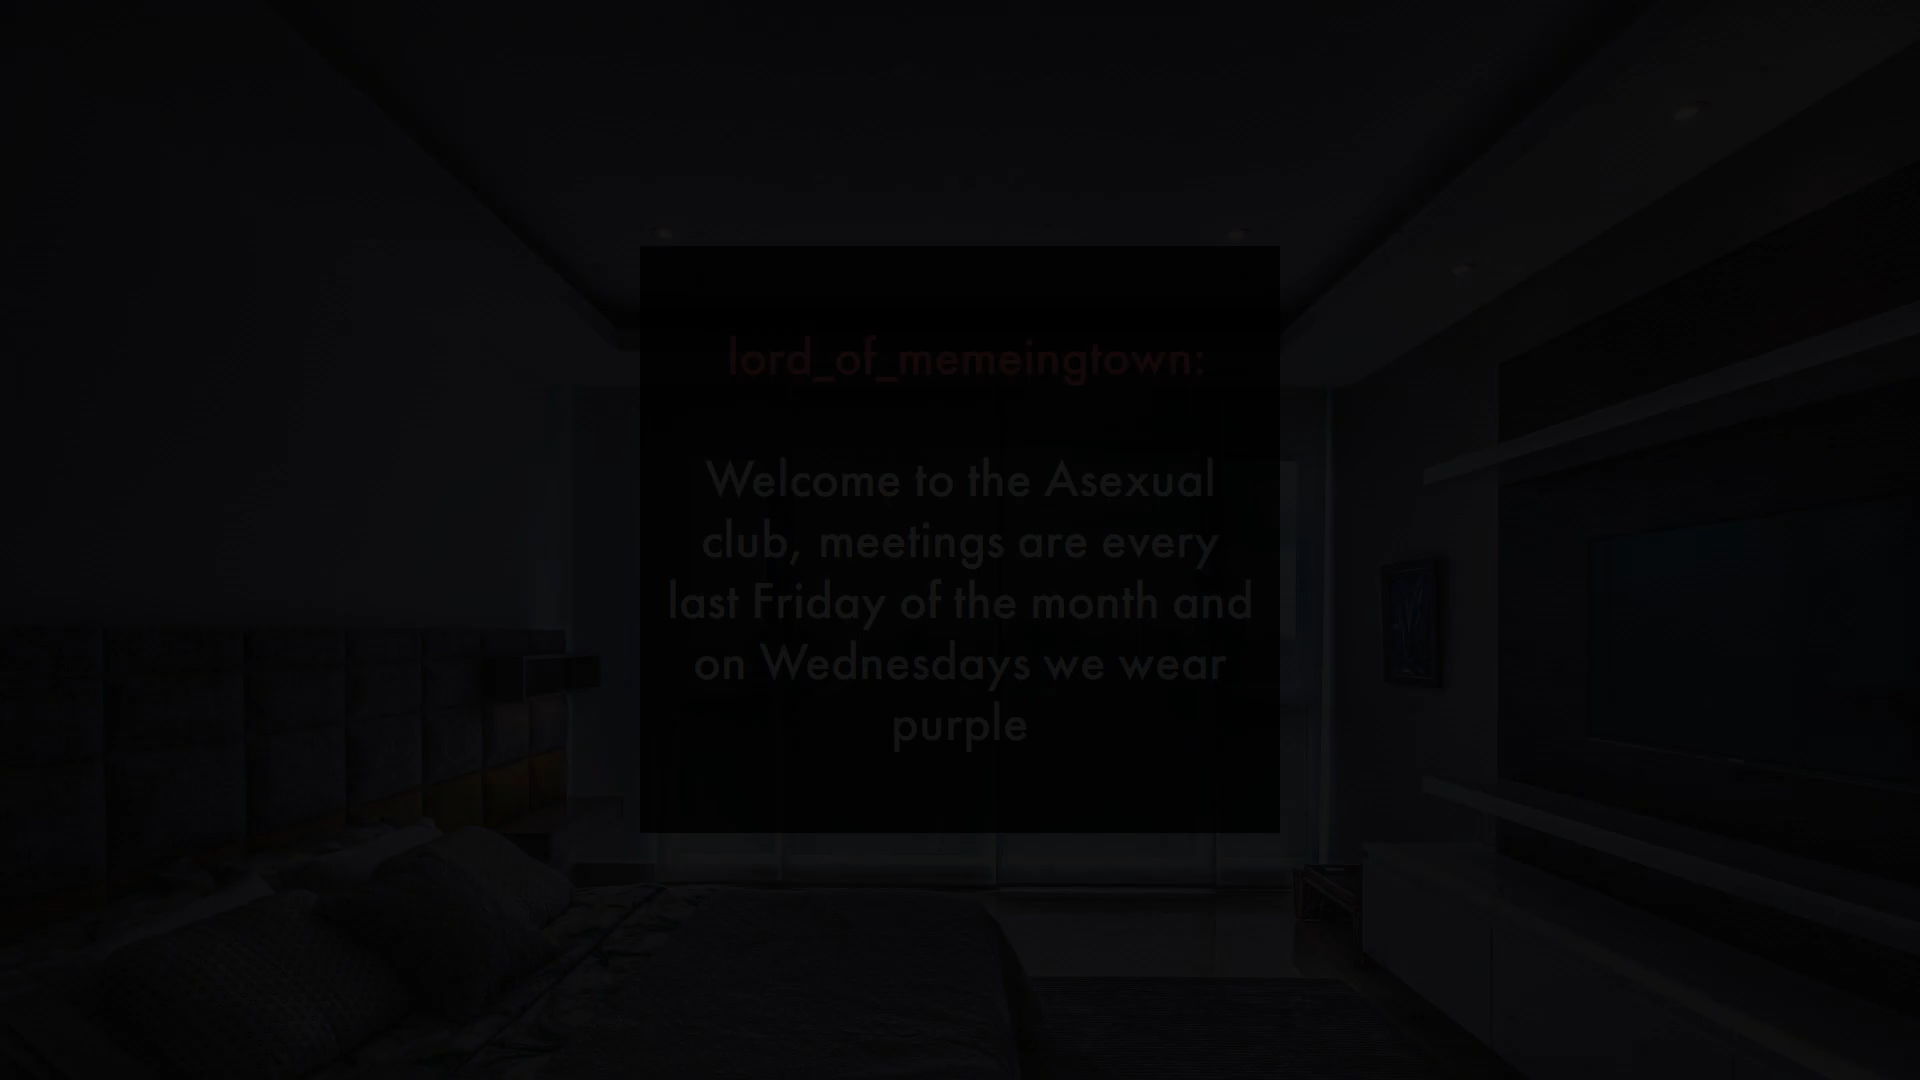 lord_of_memeingtown:
Welcome to the Asexual
club, meetings are every
last Friday of the month and
on Wednesdays we wear
purple